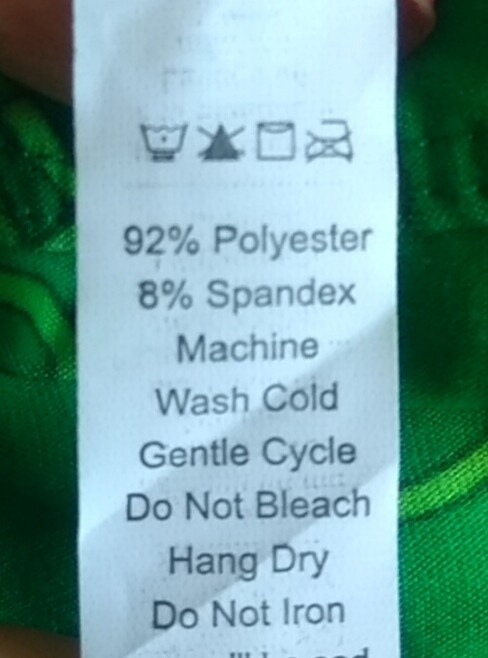 92% Polyester
8% Spandex
Machine
Wash Cold
Gentle Cycle
Do Not Bleach
Hang Dry
Do Not Iron